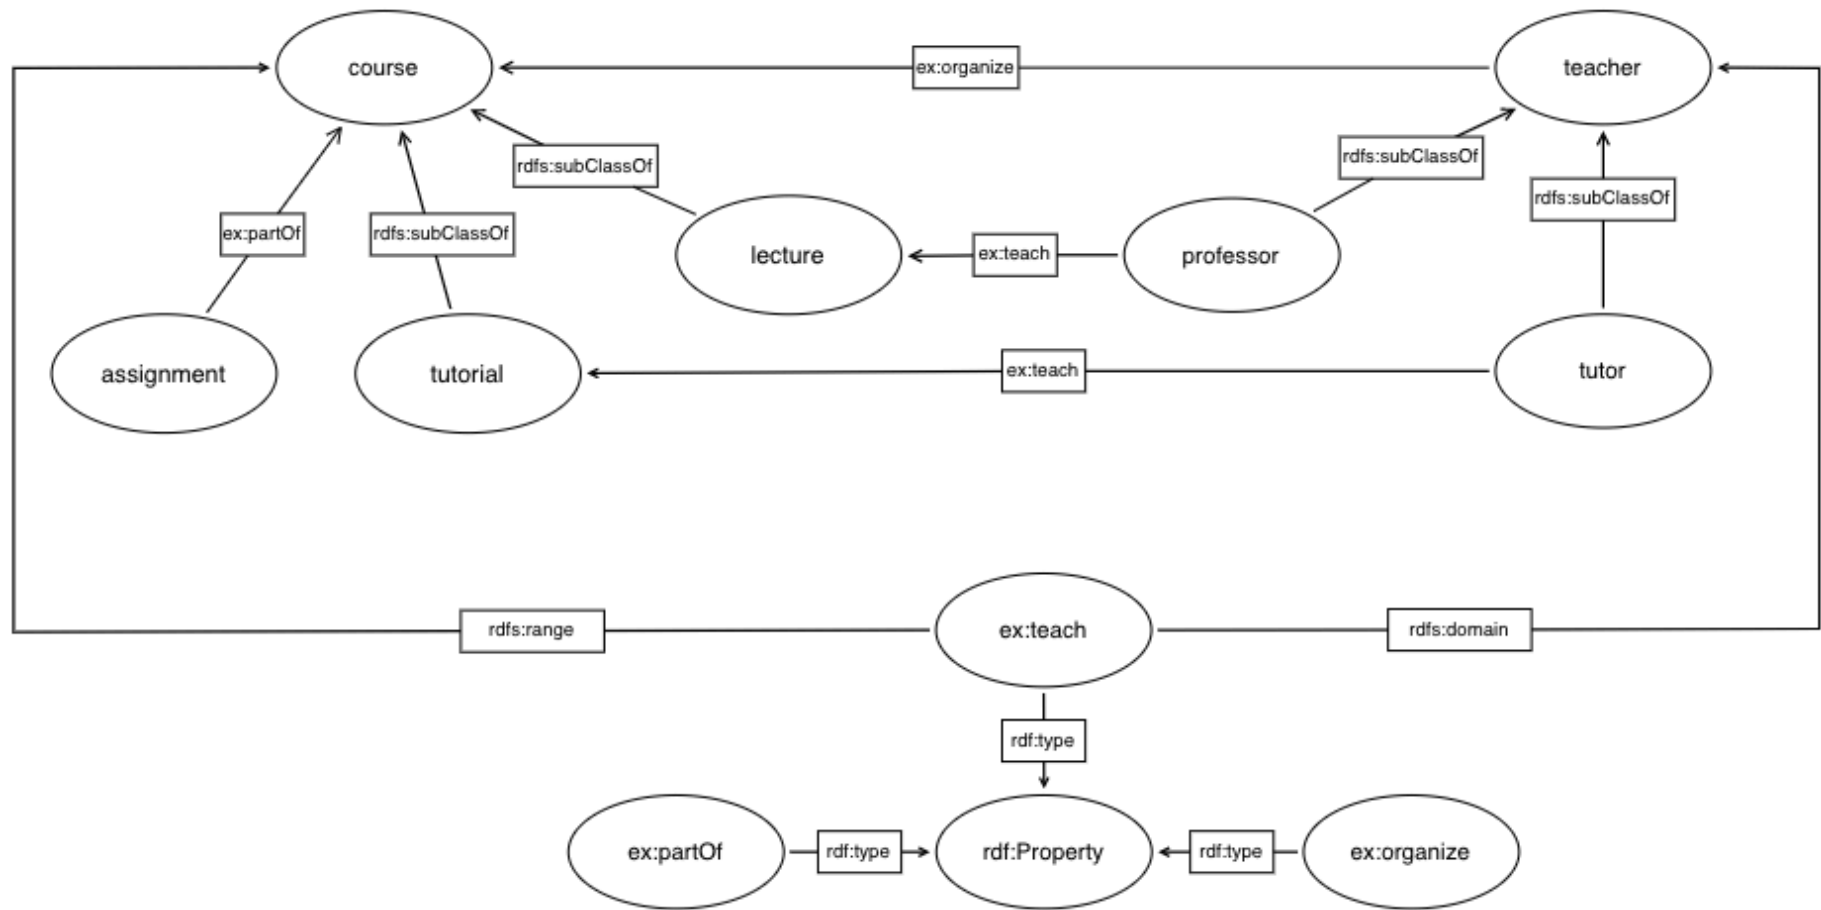 course
ex:organize
teacher
rdfs:subClassOf
rdfs:subClassOf
rdfs:subClassOf
ex:partOf
rdfs:subClassOf
lecture
ex:teach
professor
assignment
tutorial
ex:teach
tutor
rdfs:range
ex:teach
rdfs:domain
rdf:type
ex:partOf
rdf:type
rdf:Property
rdf:type
ex:organize